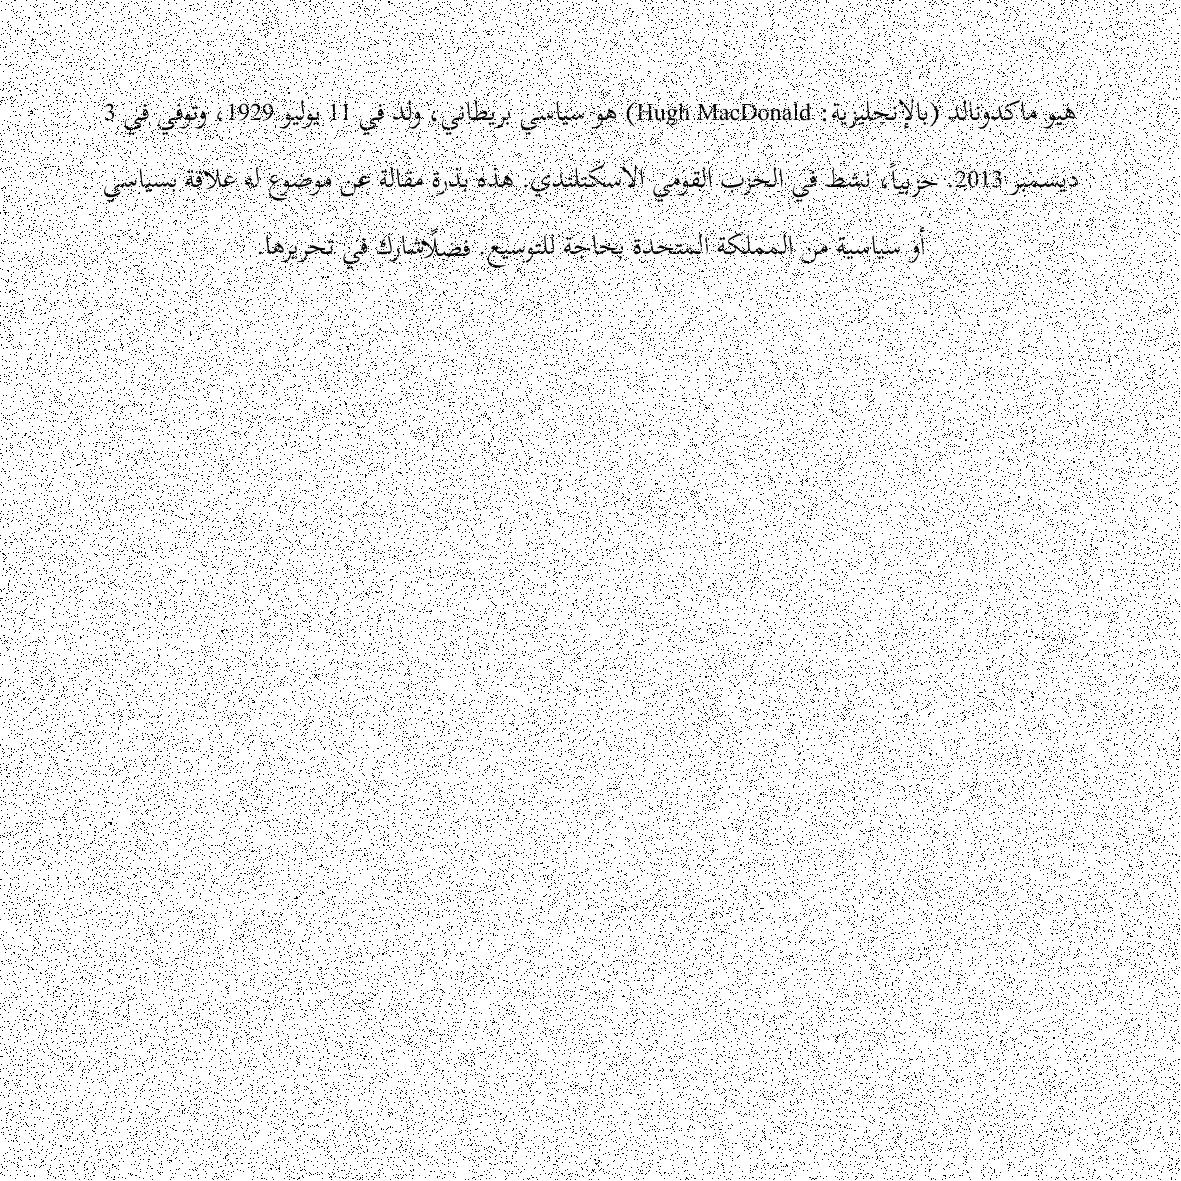 هيو ماكدونالد (بالإنجليزية: Hugh MacDonald) هو سياسي بريطاني، ولد في 11 يوليو 1929، وتوفي في 3
ديسمبر 2013. حزبياً، نشط في الحزب القومي الاسكتلندي. هذه بذرة مقالة عن موضوع له علاقة بسياسي
أو سياسية من المملكة المتحدة بحاجة للتوسيع. فضلًاشارك في تحريرها.